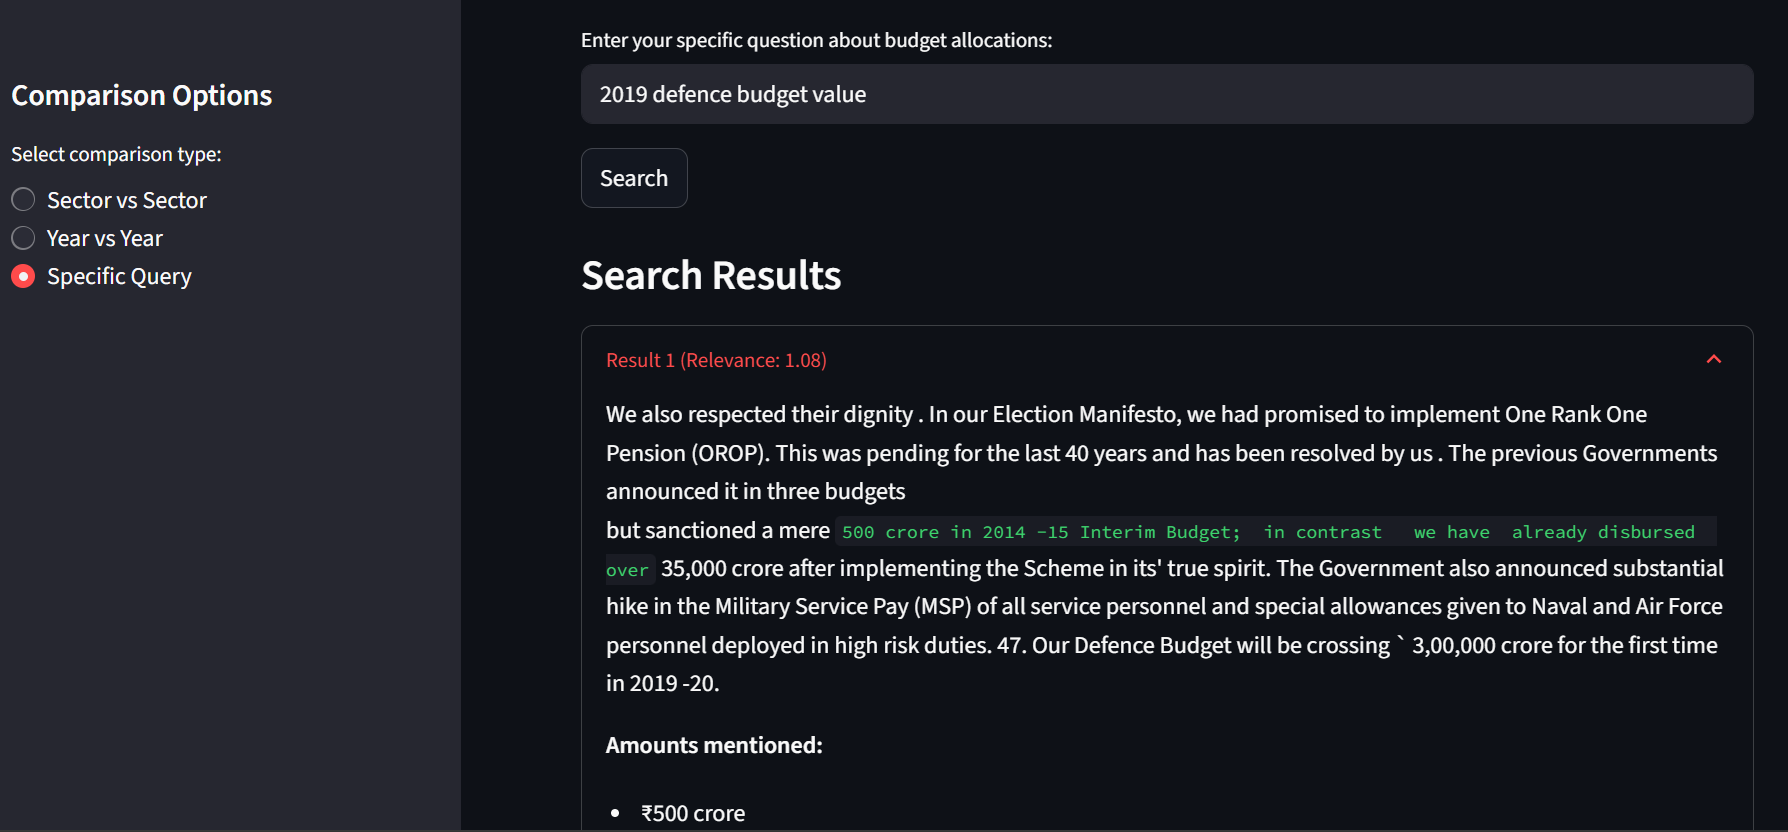 Comparison Options
Select comparison type:
Sector vs Sector
Year vs Year
Specific Query
Enter your specific question about budget allocations:
2019 defence budget value
Search
Search Results
Result 1 (Relevance: 1.08)
We also respected their dignity . In our Election Manifesto, we had promised to implement One Rank One
Pension (OROP). This was pending for the last 40 years and has been resolved by us . The previous Governments
announced it in three budgets
but sanctioned a mere 500 crore in 2014 -15 Interim Budget;  in contrast   we have  already disbursed
over 35,000 crore after implementing the Scheme in its' true spirit. The Government also announced substantial
hike in the Military Service Pay (MSP) of all service personnel and special allowances given to Naval and Air Force
personnel deployed in high risk duties. 47. Our Defence Budget will be crossing ` 3,00,000 crore for the first time
in 2019 -20.
Amounts mentioned:
• ₹500 crore